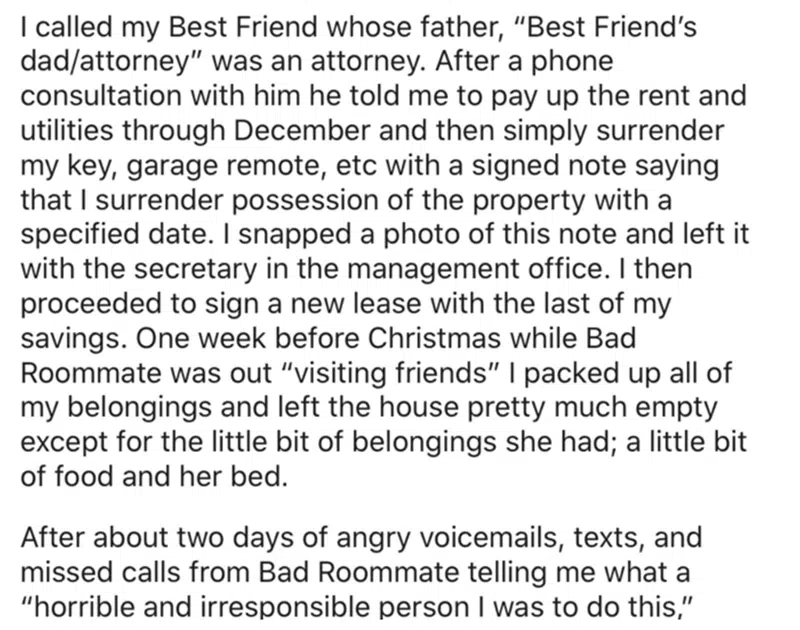 I called my Best Friend whose father, “Best Friend’s
dad/attorney” was an attorney. After a phone
consultation with him he told me to pay up the rent and
utilities through December and then simply surrender
my key, garage remote, etc with a signed note saying
that I surrender possession of the property with a
specified date. I snapped a photo of this note and left it
with the secretary in the management office. I then
proceeded to sign a new lease with the last of my
savings. One week before Christmas while Bad
Roommate was out “visiting friends” I packed up all of
my belongings and left the house pretty much empty
except for the little bit of belongings she had; a little bit
of food and her bed.

After about two days of angry voicemails, texts, and
missed calls from Bad Roommate telling me what a
“horrible and irresponsible person I was to do this,”